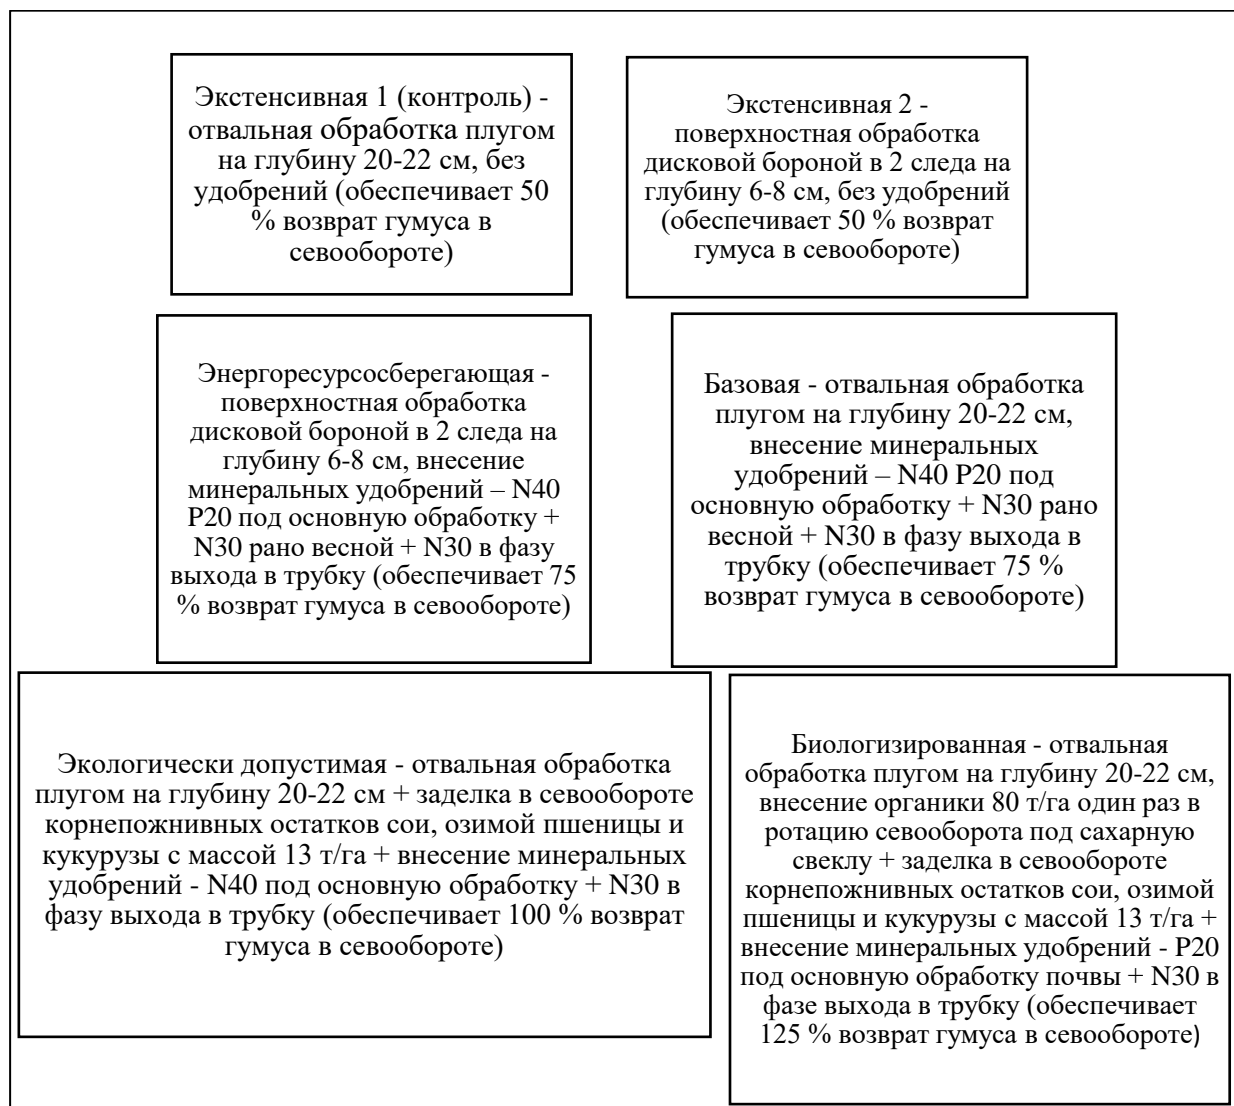 Экстенсивная 1 (контроль) -
отвальная обработка плугом
на глубину 20-22 см, без
удобрений (обеспечивает 50
% возврат гумуса в
севообороте)
Экстенсивная 2 -
поверхностная обработка
дисковой бороной в 2 следа на
глубину 6-8 см, без удобрений
(обеспечивает 50 % возврат
гумуса в севообороте)
Энергоресурсосберегающая -
поверхностная обработка
дисковой бороной в 2 следа на
глубину 6-8 см, внесение
минеральных удобрений – N40
P20 под основную обработку +
N30 рано весной + N30 в фазу
выхода в трубку (обеспечивает 75
% возврат гумуса в севообороте)
Базовая - отвальная обработка
плугом на глубину 20-22 см,
внесение минеральных
удобрений – N40 P20 под
основную обработку + N30 рано
весной + N30 в фазу выхода в
трубку (обеспечивает 75 %
возврат гумуса в севообороте)
Экологически допустимая - отвальная обработка
плугом на глубину 20-22 см + заделка в севообороте
корнепожнивных остатков сои, озимой пшеницы и
кукурузы с массой 13 т/га + внесение минеральных
удобрений - N40 под основную обработку + N30 в
фазу выхода в трубку (обеспечивает 100 % возврат
гумуса в севообороте)
Биологизированная - отвальная
обработка плугом на глубину 20-22 см,
внесение органики 80 т/га один раз в
ротацию севооборота под сахарную
свеклу + заделка в севообороте
корнепожнивных остатков сои, озимой
пшеницы и кукурузы с массой 13 т/га +
внесение минеральных удобрений - P20
под основную обработку почвы + N30 в
фазе выхода в трубку (обеспечивает
125 % возврат гумуса в севообороте)